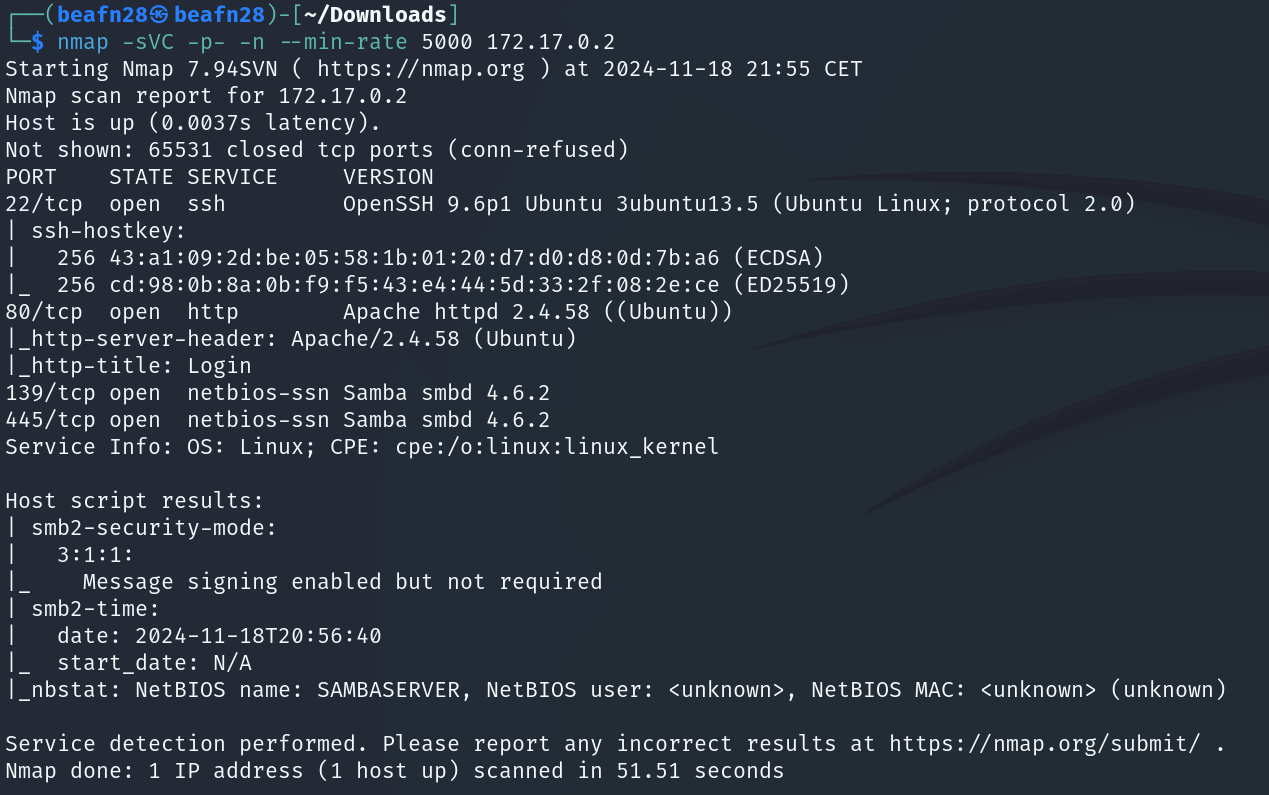 ┌──(beafn28㉿beafn28)-[~/Downloads]
└─$ nmap -sVC -p- -n --min-rate 5000 172.17.0.2
Starting Nmap 7.94SVN ( https://nmap.org ) at 2024-11-18 21:55 CET
Nmap scan report for 172.17.0.2
Host is up (0.0037s latency).
Not shown: 65531 closed tcp ports (conn-refused)
PORT    STATE SERVICE     VERSION
22/tcp  open  ssh         OpenSSH 9.6p1 Ubuntu 3ubuntu13.5 (Ubuntu Linux; protocol 2.0)
| ssh-hostkey:
|   256 43:a1:09:2d:be:05:58:1b:01:20:d7:d0:d8:0d:7b:a6 (ECDSA)
|_  256 cd:98:0b:8a:0b:f9:f5:43:e4:44:5d:33:2f:08:2e:ce (ED25519)
80/tcp  open  http        Apache httpd 2.4.58 ((Ubuntu))
|_http-server-header: Apache/2.4.58 (Ubuntu)
|_http-title: Login
139/tcp open  netbios-ssn Samba smbd 4.6.2
445/tcp open  netbios-ssn Samba smbd 4.6.2
Service Info: OS: Linux; CPE: cpe:/o:linux:linux_kernel

Host script results:
| smb2-security-mode:
|   3:1:1:
|_    Message signing enabled but not required
| smb2-time:
|   date: 2024-11-18T20:56:40
|_  start_date: N/A
|_nbstat: NetBIOS name: SAMBASERVER, NetBIOS user: <unknown>, NetBIOS MAC: <unknown> (unknown)

Service detection performed. Please report any incorrect results at https://nmap.org/submit/ .
Nmap done: 1 IP address (1 host up) scanned in 51.51 seconds